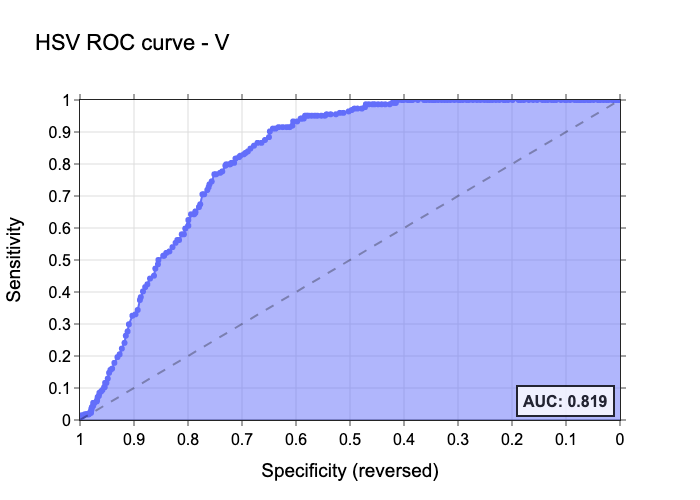 HSV ROC curve - V
1
0.9
0.8
0.7
0.6
0.5
0.4
0.3
0.2
0.1
0
Sensitivity
AUC: 0.819
1 0.9 0.8 0.7 0.6 0.5 0.4 0.3 0.2 0.1 0
Specificity (reversed)